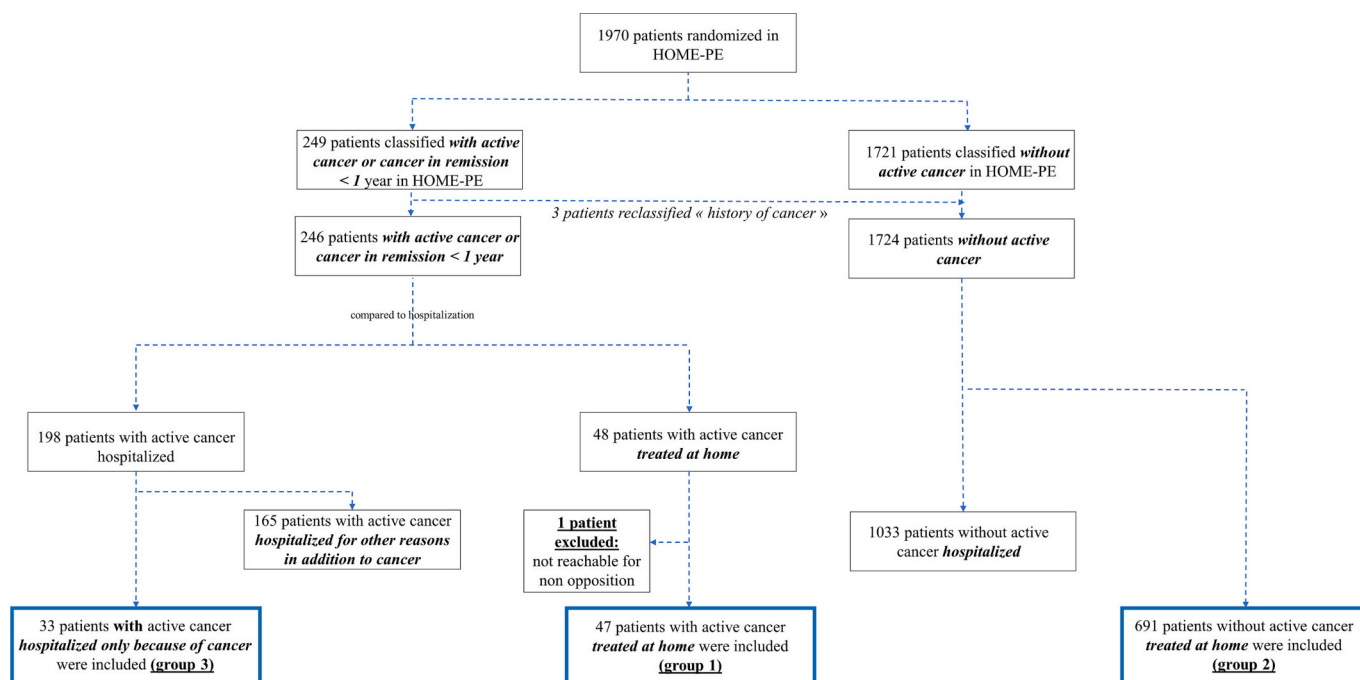 1970 patients randomized in
HOME-PE
249 patients classified with active
cancer or cancer in remission
< 1 year in HOME-PE
1721 patients classified without
active cancer in HOME-PE
3 patients reclassified « history of cancer »
246 patients with active cancer or
cancer in remission < 1 year
1724 patients without active
cancer
compared to hospitalization
198 patients with active cancer
hospitalized
48 patients with active cancer
treated at home
165 patients with active cancer
hospitalized for other reasons
in addition to cancer
1 patient
excluded:
not reachable for
non opposition
1033 patients without active
cancer hospitalized
33 patients with active cancer
hospitalized only because of cancer
were included (group 3)
47 patients with active cancer
treated at home were included
(group 1)
691 patients without active cancer
treated at home were included
(group 2)